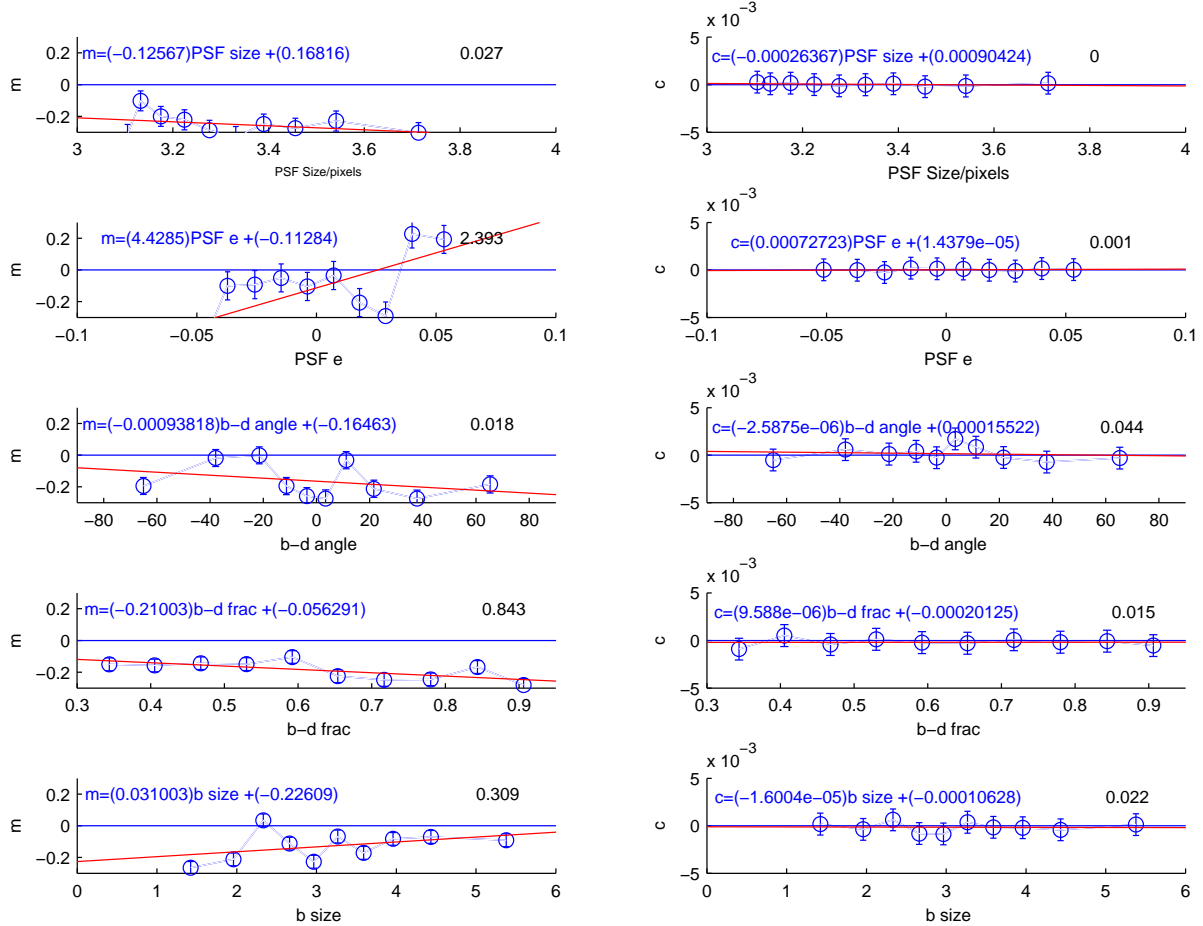 x 10⁻³
m=(−0.12567)PSF size +(0.16816) 0.027
0.2
0
−0.2
m
3 3.2 3.4 3.6 3.8 4
PSF Size/pixels
c=(−0.00026367)PSF size +(0.00090424) 0
5
0
−5
c
3 3.2 3.4 3.6 3.8 4
PSF Size/pixels
m=(4.4285)PSF e +(−0.11284) 2.393
0.2
0
−0.2
m
−0.1 −0.05 0 0.05 0.1
PSF e
x 10⁻³
c=(0.00072723)PSF e +(1.4379e−05) 0.001
5
0
−5
c
−0.1 −0.05 0 0.05 0.1
PSF e
m=(−0.00093818)b−d angle +(−0.16463) 0.018
0.2
0
−0.2
m
−80 −60 −40 −20 0 20 40 60 80
b−d angle
x 10⁻³
c=(−2.5875e−06)b−d angle +(0.00015522) 0.044
5
0
−5
c
−80 −60 −40 −20 0 20 40 60 80
b−d angle
m=(−0.21003)b−d frac +(−0.056291) 0.843
0.2
0
−0.2
m
0.3 0.4 0.5 0.6 0.7 0.8 0.9
b−d frac
x 10⁻³
c=(9.588e−06)b−d frac +(−0.00020125) 0.015
5
0
−5
c
0.3 0.4 0.5 0.6 0.7 0.8 0.9
b−d frac
m=(0.031003)b size +(−0.22609) 0.309
0.2
0
−0.2
m
0 1 2 3 4 5 6
b size
x 10⁻³
c=(−1.6004e−05)b size +(−0.00010628) 0.022
5
0
−5
c
0 1 2 3 4 5 6
b size